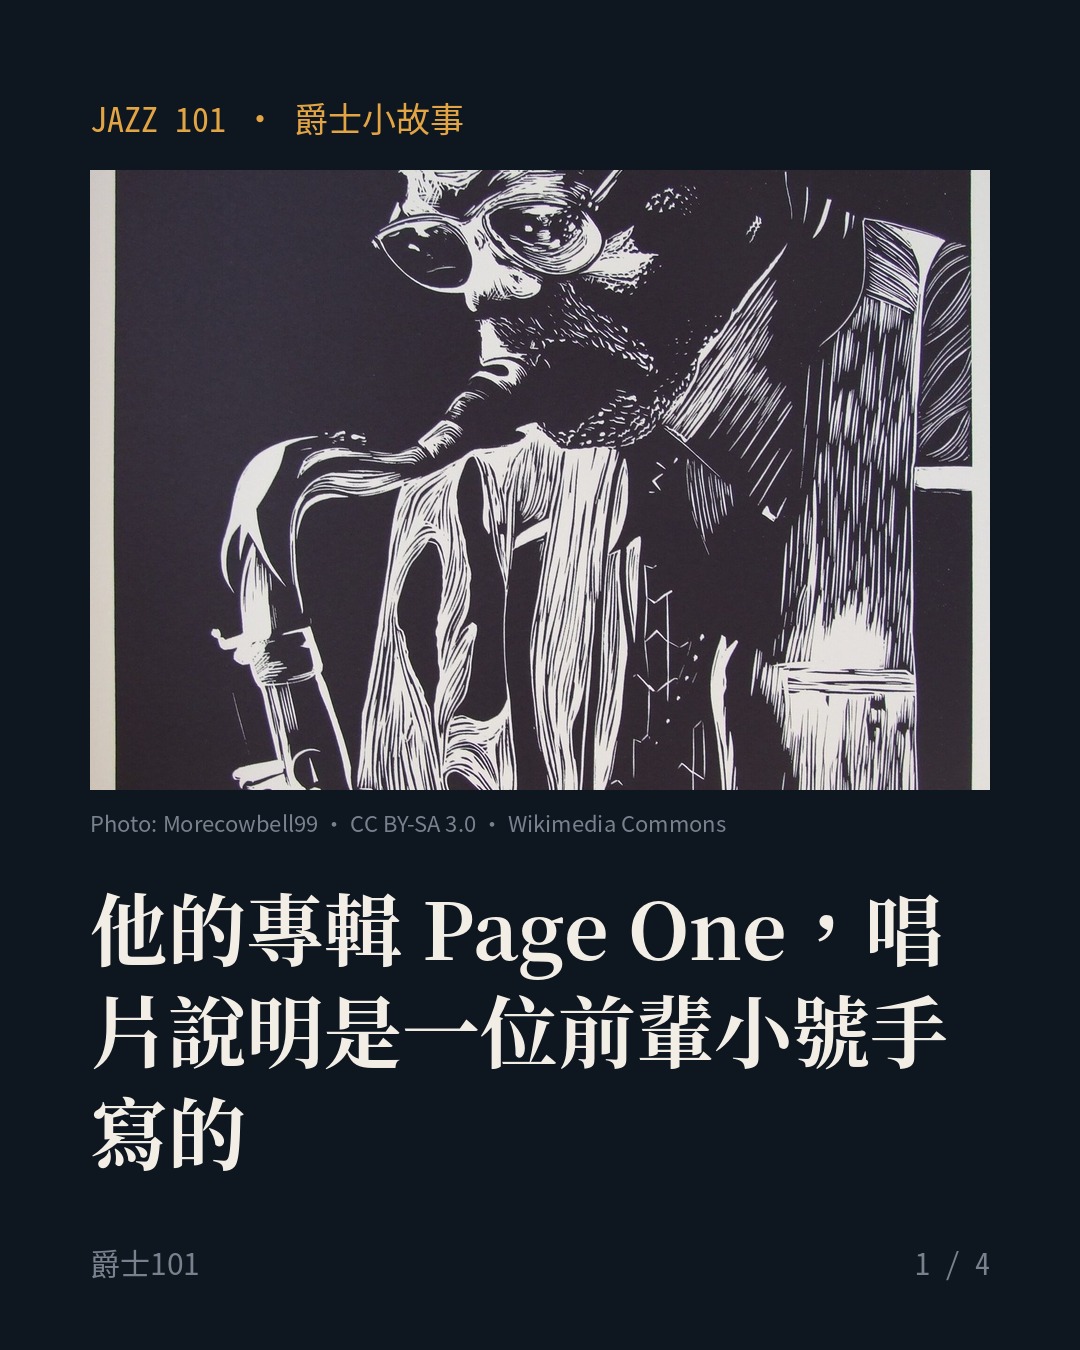 JAZZ 101 · 爵士小故事
Photo: Morecowbell99 · CC BY-SA 3.0 · Wikimedia Commons
他的專輯 Page One，唱
片說明是一位前輩小號手
寫的
爵士101
1 / 4